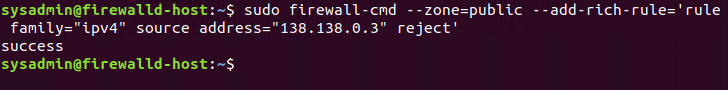 sysadmin@firewalld-host:~$ sudo firewall-cmd --zone=public --add-rich-rule='rule
family="ipv4" source address="138.138.0.3" reject'
success
sysadmin@firewalld-host:~$